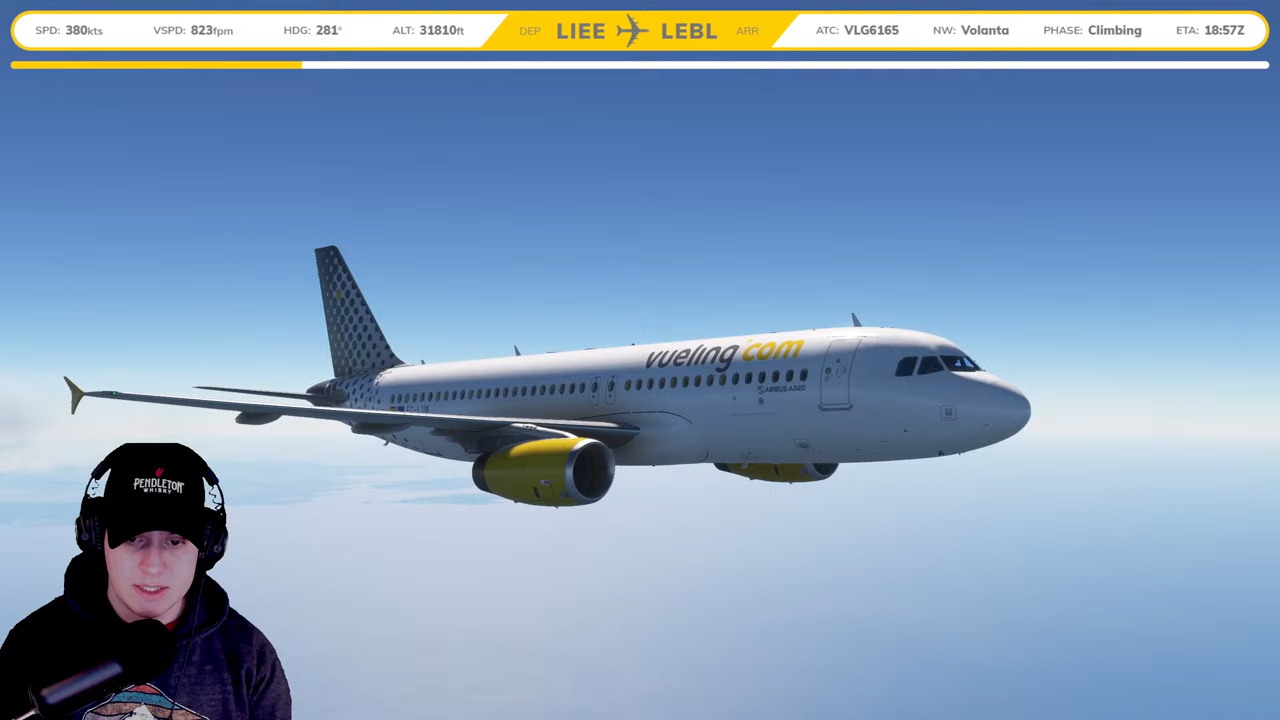 SPD: 380kts VSPD: 823fpm HDG: 281° ALT: 31810ft DEP LIEE LEBL ARR ATC: VLG6165 NW: Volanta PHASE: Climbing ETA: 18:57Z
vueling.com
AIRBUS A320
PENDLETON
WHISKY